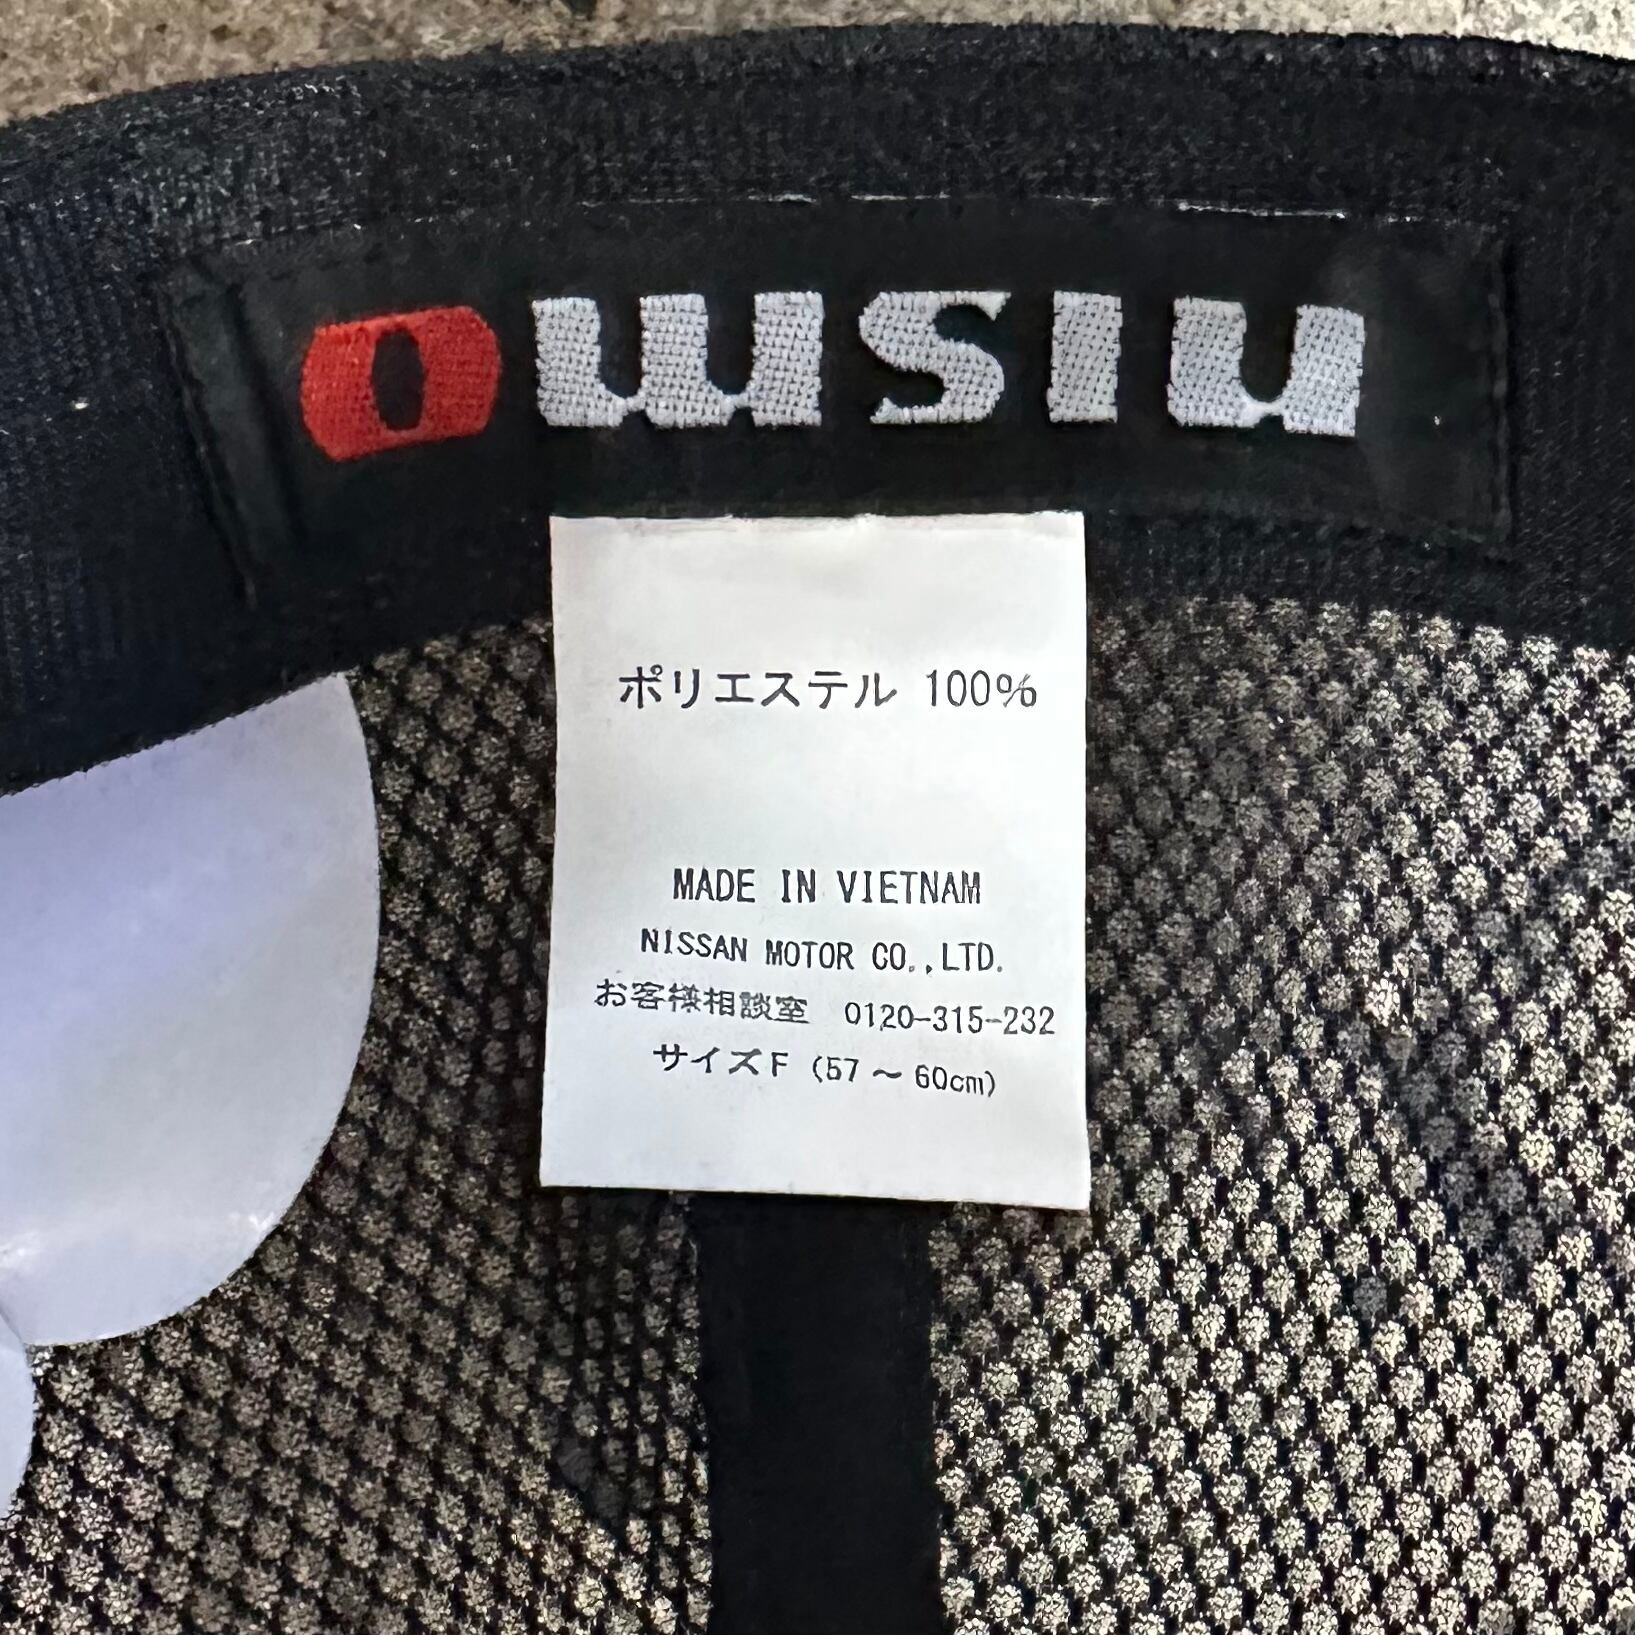 nismo
ポリエステル 100%
MADE IN VIETNAM
NISSAN MOTOR CO.,LTD.
お客様相談室 0120-315-232
サイズF (57～60cm)